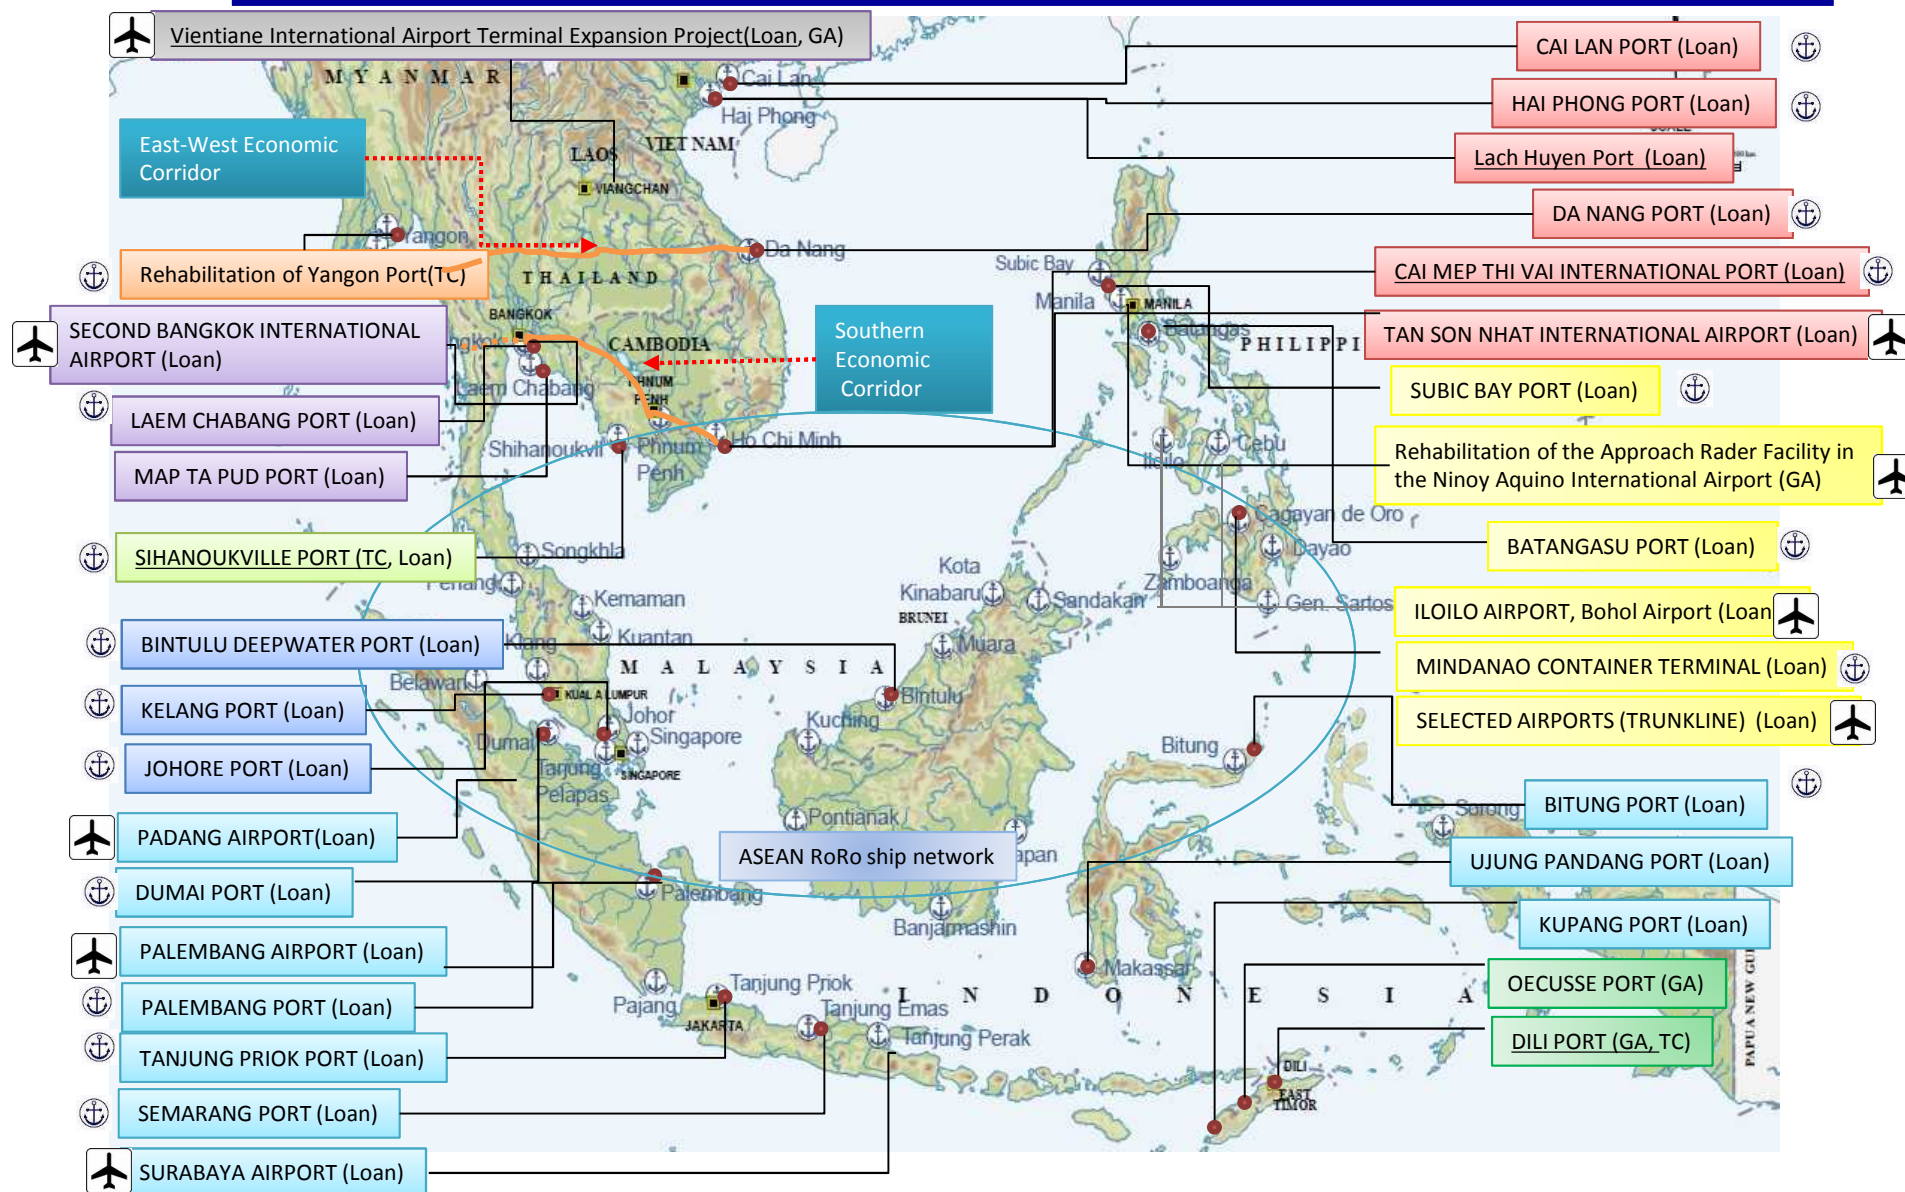 Vientiane International Airport Terminal Expansion Project(Loan, GA)
CAI LAN PORT (Loan)
MYANMAR
Cai Lan
HAI PHONG PORT (Loan)
Hai Phong
East-West Economic
Corridor
VIET NAM
LAOS
Lach Huyen Port (Loan)
VIANGCHAN
DA NANG PORT (Loan)
Yangon
Da Nang
Rehabilitation of Yangon Port(TC)
THAILAND
Subic Bay
CAI MEP THI VAI INTERNATIONAL PORT (Loan)
Manila
MANILA
BANGKOK
SECOND BANGKOK INTERNATIONAL
AIRPORT (Loan)
Southern
Economic
Corridor
CAMBODIA
Batangas
PHILIPPI
TAN SON NHAT INTERNATIONAL AIRPORT (Loan)
Laem Chabang
PHNUM
PENH
SUBIC BAY PORT (Loan)
LAEM CHABANG PORT (Loan)
Shihanoukvil
Phnum
Penh
Ho Chi Minh
Cebu
Iloilo
Rehabilitation of the Approach Rader Facility in
the Ninoy Aquino International Airport (GA)
MAP TA PUD PORT (Loan)
Cagayan de Oro
SIHANOUKVILLE PORT (TC, Loan)
Songkhla
Davao
BATANGASU PORT (Loan)
Penang
Kota
Kinabaru
Sandakan
Zamboanga
Gen. Sartos
Kemaman
ILOILO AIRPORT, Bohol Airport (Loan
BRUNEI
BINTULU DEEPWATER PORT (Loan)
Klang
Kuantan
Muara
MALAYSIA
MINDANAO CONTAINER TERMINAL (Loan)
Belawan
KUALA LUMPUR
Bintulu
KELANG PORT (Loan)
Johor
Kuching
SELECTED AIRPORTS (TRUNKLINE) (Loan)
Dumai
Singapore
Bitung
JOHORE PORT (Loan)
Tanjung
Pelapas
SINGAPORE
BITUNG PORT (Loan)
Sorong
Pontianak
PADANG AIRPORT(Loan)
ASEAN RoRo ship network
apan
UJUNG PANDANG PORT (Loan)
DUMAI PORT (Loan)
Palembang
Banjarmashin
KUPANG PORT (Loan)
PALEMBANG AIRPORT (Loan)
Makassar
Pajang
Tanjung Priok
INDONESIA
OECUSSE PORT (GA)
PAPUA NEW GUI
PALEMBANG PORT (Loan)
JAKARTA
Tanjung Emas
Tanjung Perak
DILI PORT (GA, TC)
TANJUNG PRIOK PORT (Loan)
DILI
EAST
TIMOR
SEMARANG PORT (Loan)
SURABAYA AIRPORT (Loan)